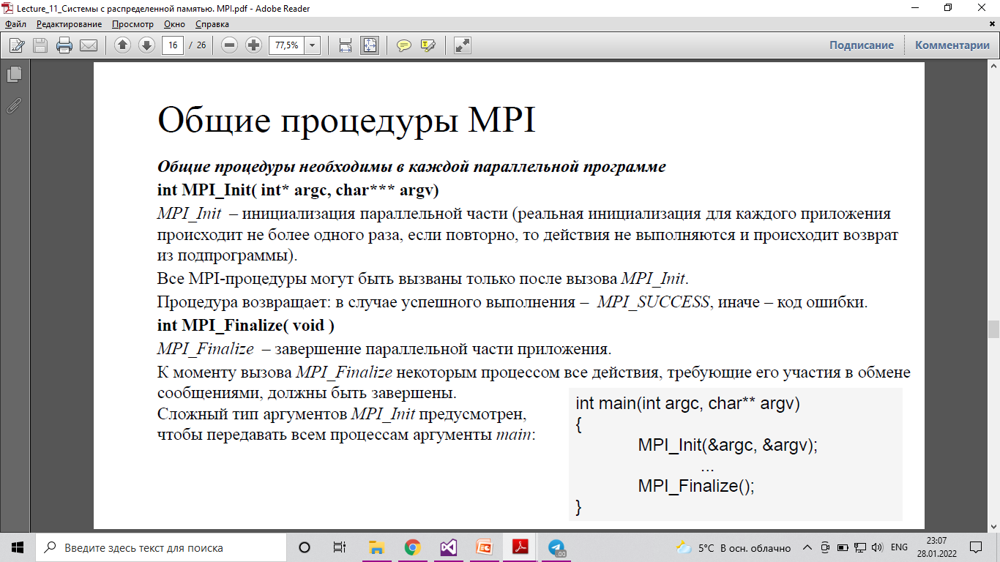 Lecture_11_Системы с распределенной памятью. MPI.pdf - Adobe Reader
Файл Редактирование Просмотр Окно Справка
16 / 26 77,5% Подписание Комментарии
Общие процедуры MPI
Общие процедуры необходимы в каждой параллельной программе
int MPI_Init( int* argc, char*** argv)
MPI_Init – инициализация параллельной части (реальная инициализация для каждого приложения
происходит не более одного раза, если повторно, то действия не выполняются и происходит возврат
из подпрограммы).
Все MPI-процедуры могут быть вызваны только после вызова MPI_Init.
Процедура возвращает: в случае успешного выполнения – MPI_SUCCESS, иначе – код ошибки.
int MPI_Finalize( void )
MPI_Finalize – завершение параллельной части приложения.
К моменту вызова MPI_Finalize некоторым процессом все действия, требующие его участия в обмене
сообщениями, должны быть завершены.
Сложный тип аргументов MPI_Init предусмотрен,
чтобы передавать всем процессам аргументы main:
int main(int argc, char** argv)
{
MPI_Init(&argc, &argv);
...
MPI_Finalize();
}
Введите здесь текст для поиска
5°C В осн. облачно
ENG
23:07
28.01.2022